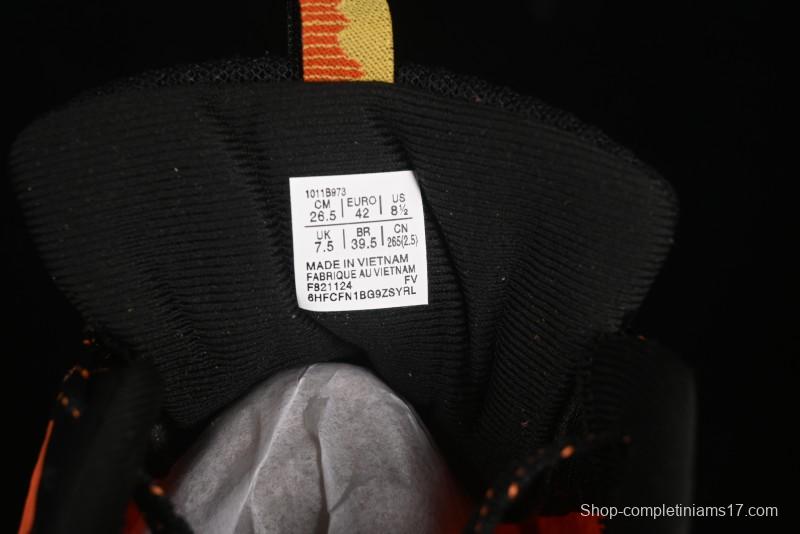 1011B973
CM EURO US
26.5 42 8½
UK BR CN
7.5 39.5 265(2.5)
MADE IN VIETNAM
FABRIQUE AU VIETNAM
F821124 FV
6HFCFN1BG9ZSYRL
Shop-completiniams17.com